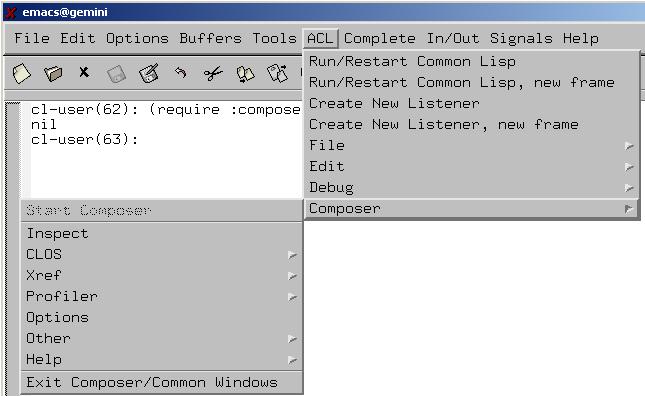 emacs@gemini
File Edit Options Buffers Tools ACL Complete In/Out Signals Help
Run/Restart Common Lisp
Run/Restart Common Lisp, new frame
Create New Listener
Create New Listener, new frame
File
Edit
Debug
Composer
cl-user(62): (require :compose
nil
cl-user(63):
Start Composer
Inspect
CLOS
Xref
Profiler
Options
Other
Help
Exit Composer/Common Windows